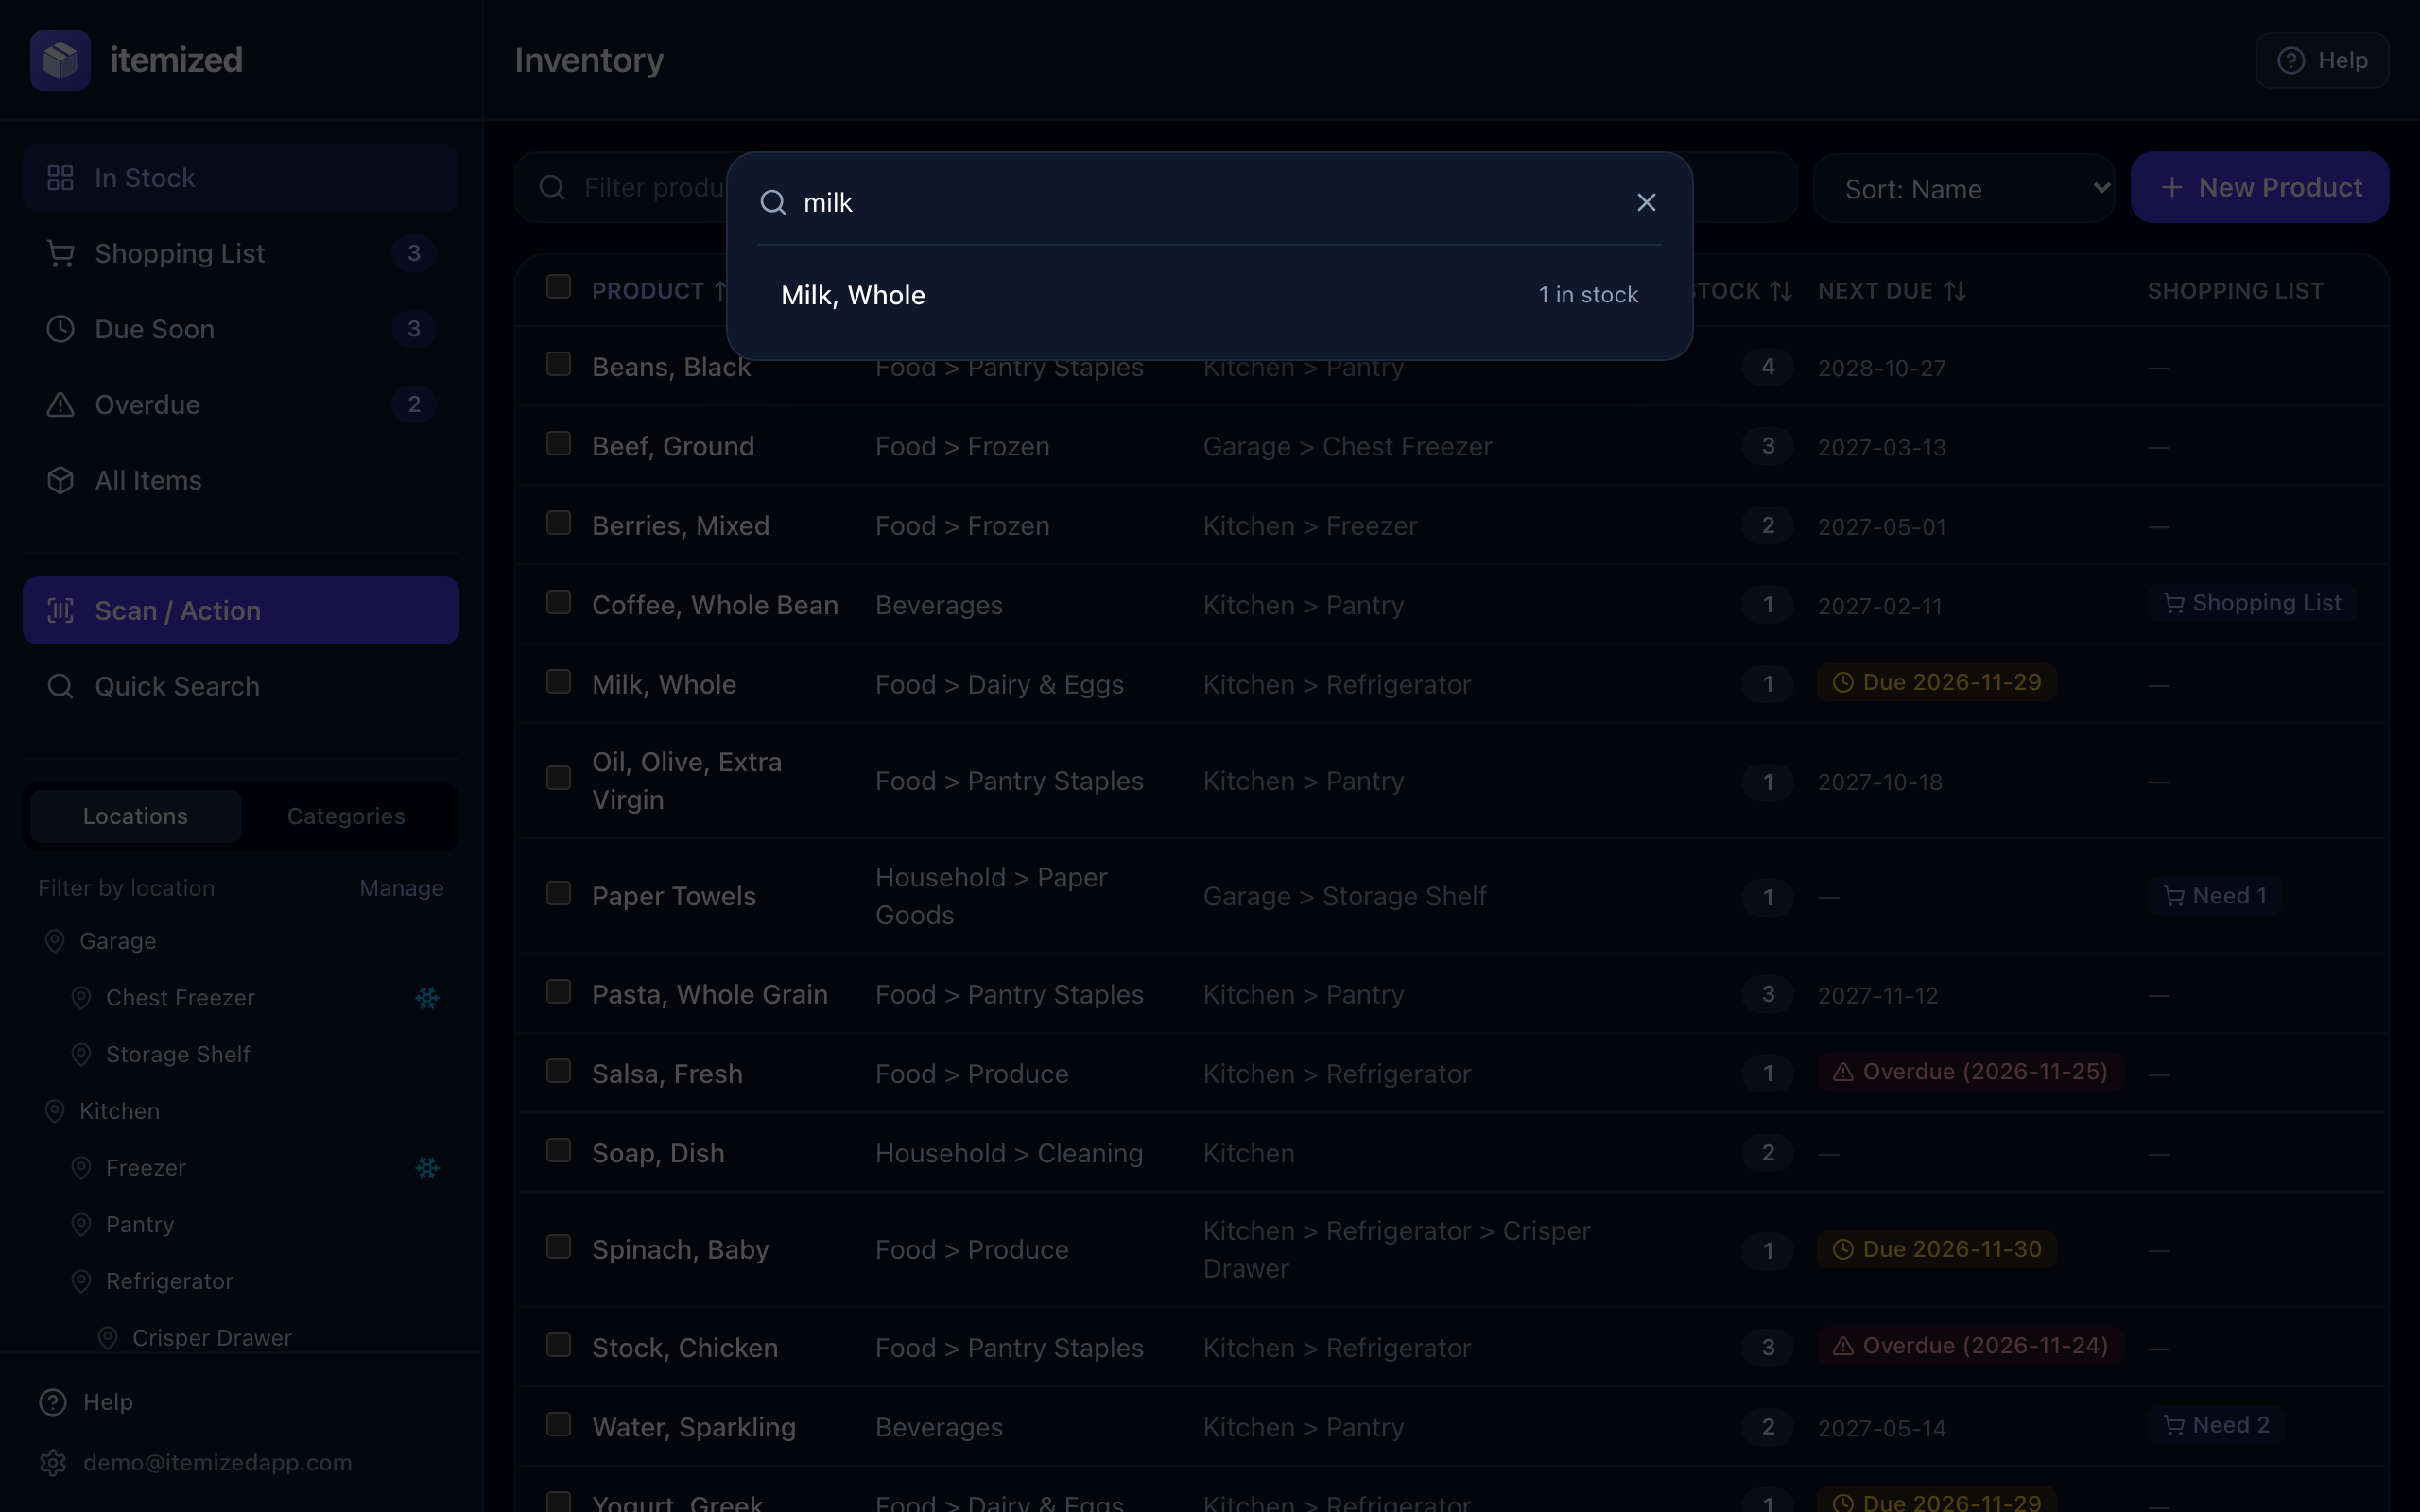 itemized
Inventory
Help
In Stock
Shopping List 3
Due Soon 3
Overdue 2
All Items
Scan / Action
Quick Search
Locations Categories
Filter by location Manage
Garage
Chest Freezer
Storage Shelf
Kitchen
Freezer
Pantry
Refrigerator
Crisper Drawer
Help
demo@itemizedapp.com
Filter produ
Sort: Name
+ New Product
milk
Milk, Whole 1 in stock
PRODUCT STOCK NEXT DUE SHOPPING LIST
Beans, Black Food > Pantry Staples Kitchen > Pantry 4 2028-10-27 —
Beef, Ground Food > Frozen Garage > Chest Freezer 3 2027-03-13 —
Berries, Mixed Food > Frozen Kitchen > Freezer 2 2027-05-01 —
Coffee, Whole Bean Beverages Kitchen > Pantry 1 2027-02-11 Shopping List
Milk, Whole Food > Dairy & Eggs Kitchen > Refrigerator 1 Due 2026-11-29 —
Oil, Olive, Extra
Virgin
Food > Pantry Staples Kitchen > Pantry 1 2027-10-18 —
Paper Towels
Household > Paper
Goods
Garage > Storage Shelf 1 — Need 1
Pasta, Whole Grain Food > Pantry Staples Kitchen > Pantry 3 2027-11-12 —
Salsa, Fresh Food > Produce Kitchen > Refrigerator 1 Overdue (2026-11-25) —
Soap, Dish Household > Cleaning Kitchen 2 — —
Spinach, Baby Food > Produce
Kitchen > Refrigerator > Crisper
Drawer
1 Due 2026-11-30 —
Stock, Chicken Food > Pantry Staples Kitchen > Refrigerator 3 Overdue (2026-11-24) —
Water, Sparkling Beverages Kitchen > Pantry 2 2027-05-14 Need 2
Yogurt, Greek Food > Dairy & Eggs Kitchen > Refrigerator 1 Due 2026-11-29 —